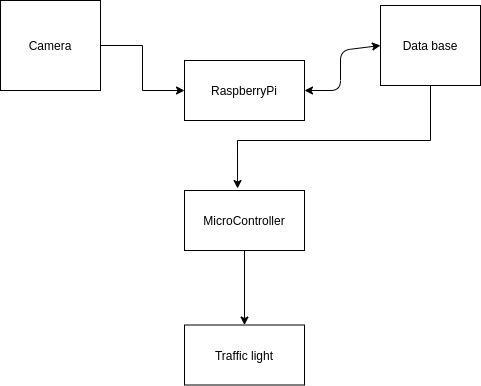 Camera
Data base
RaspberryPi
MicroController
Traffic light